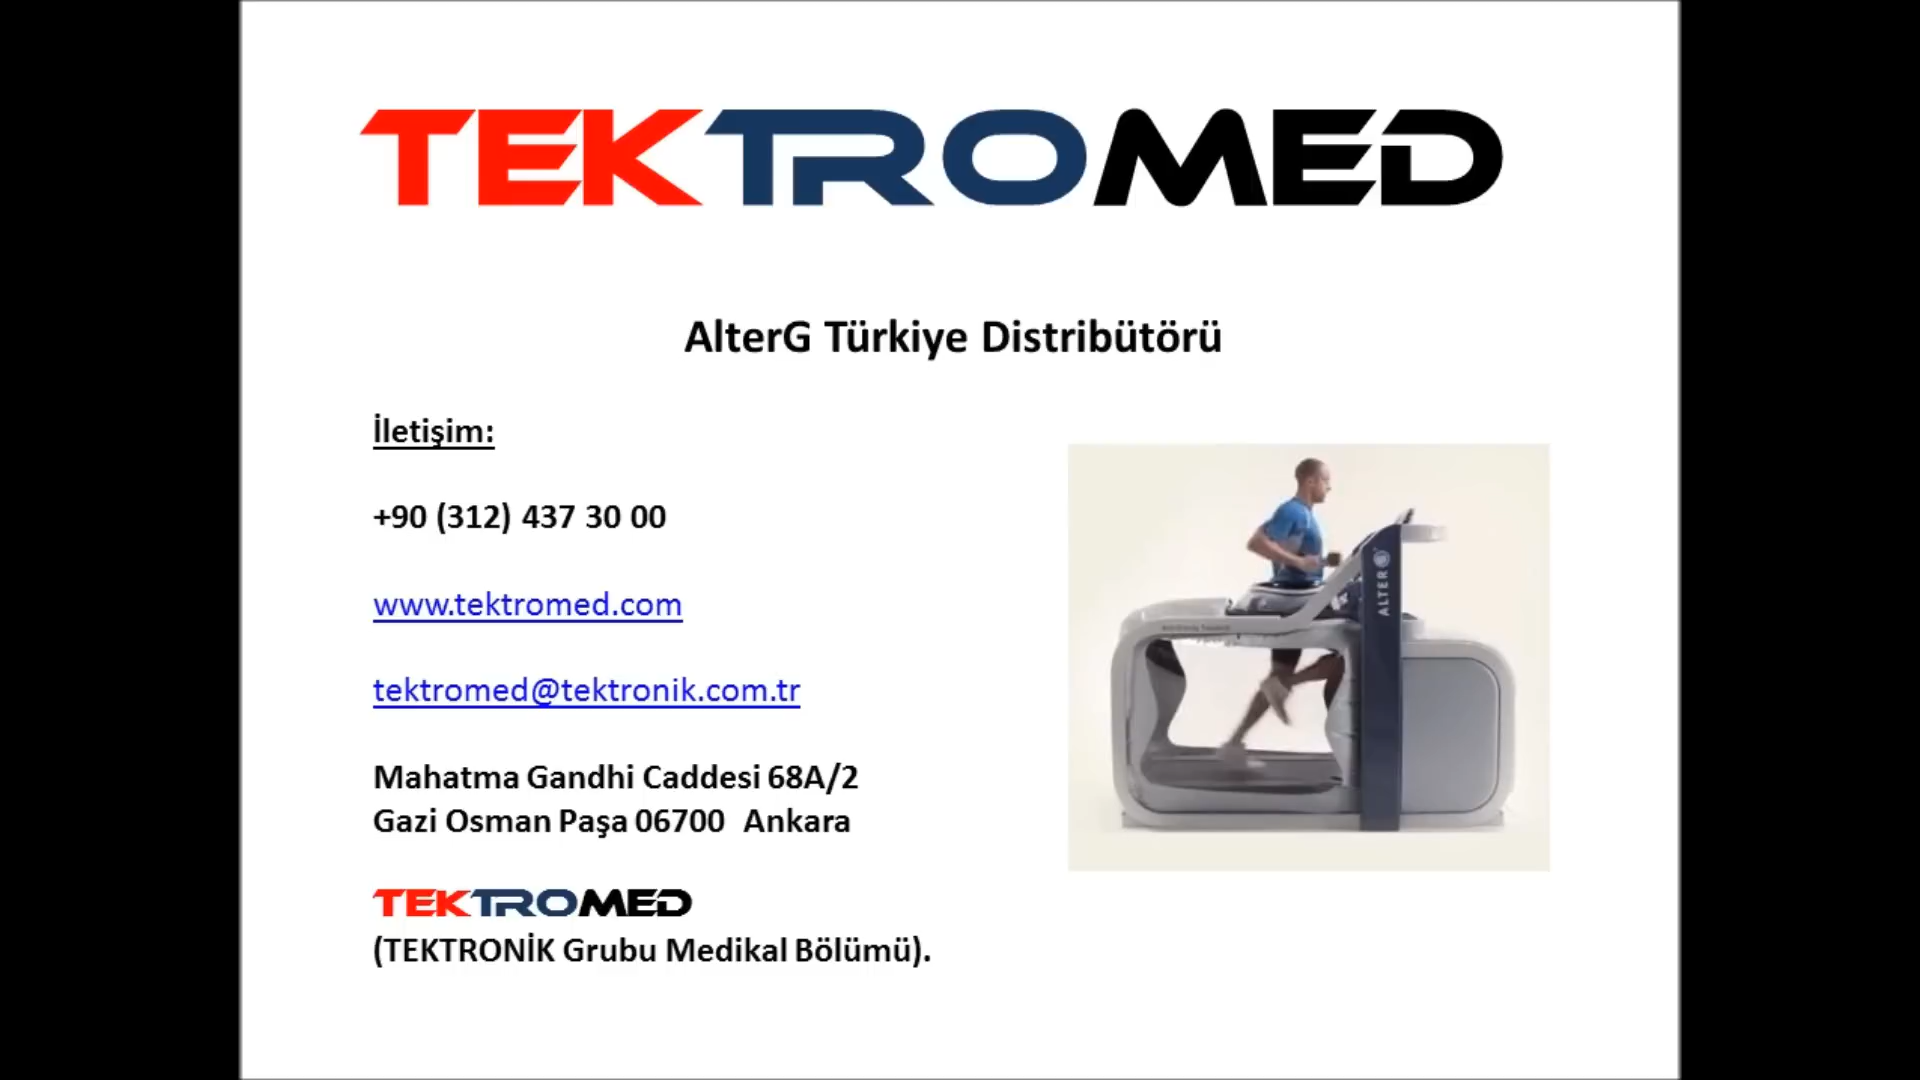 TEKTROMED
AlterG Türkiye Distribütörü
İletişim:
+90 (312) 437 30 00
www.tektromed.com
tektromed@tektronik.com.tr
Mahatma Gandhi Caddesi 68A/2
Gazi Osman Paşa 06700 Ankara
TEKTROMED
(TEKTRONİK Grubu Medikal Bölümü).
ALTER G